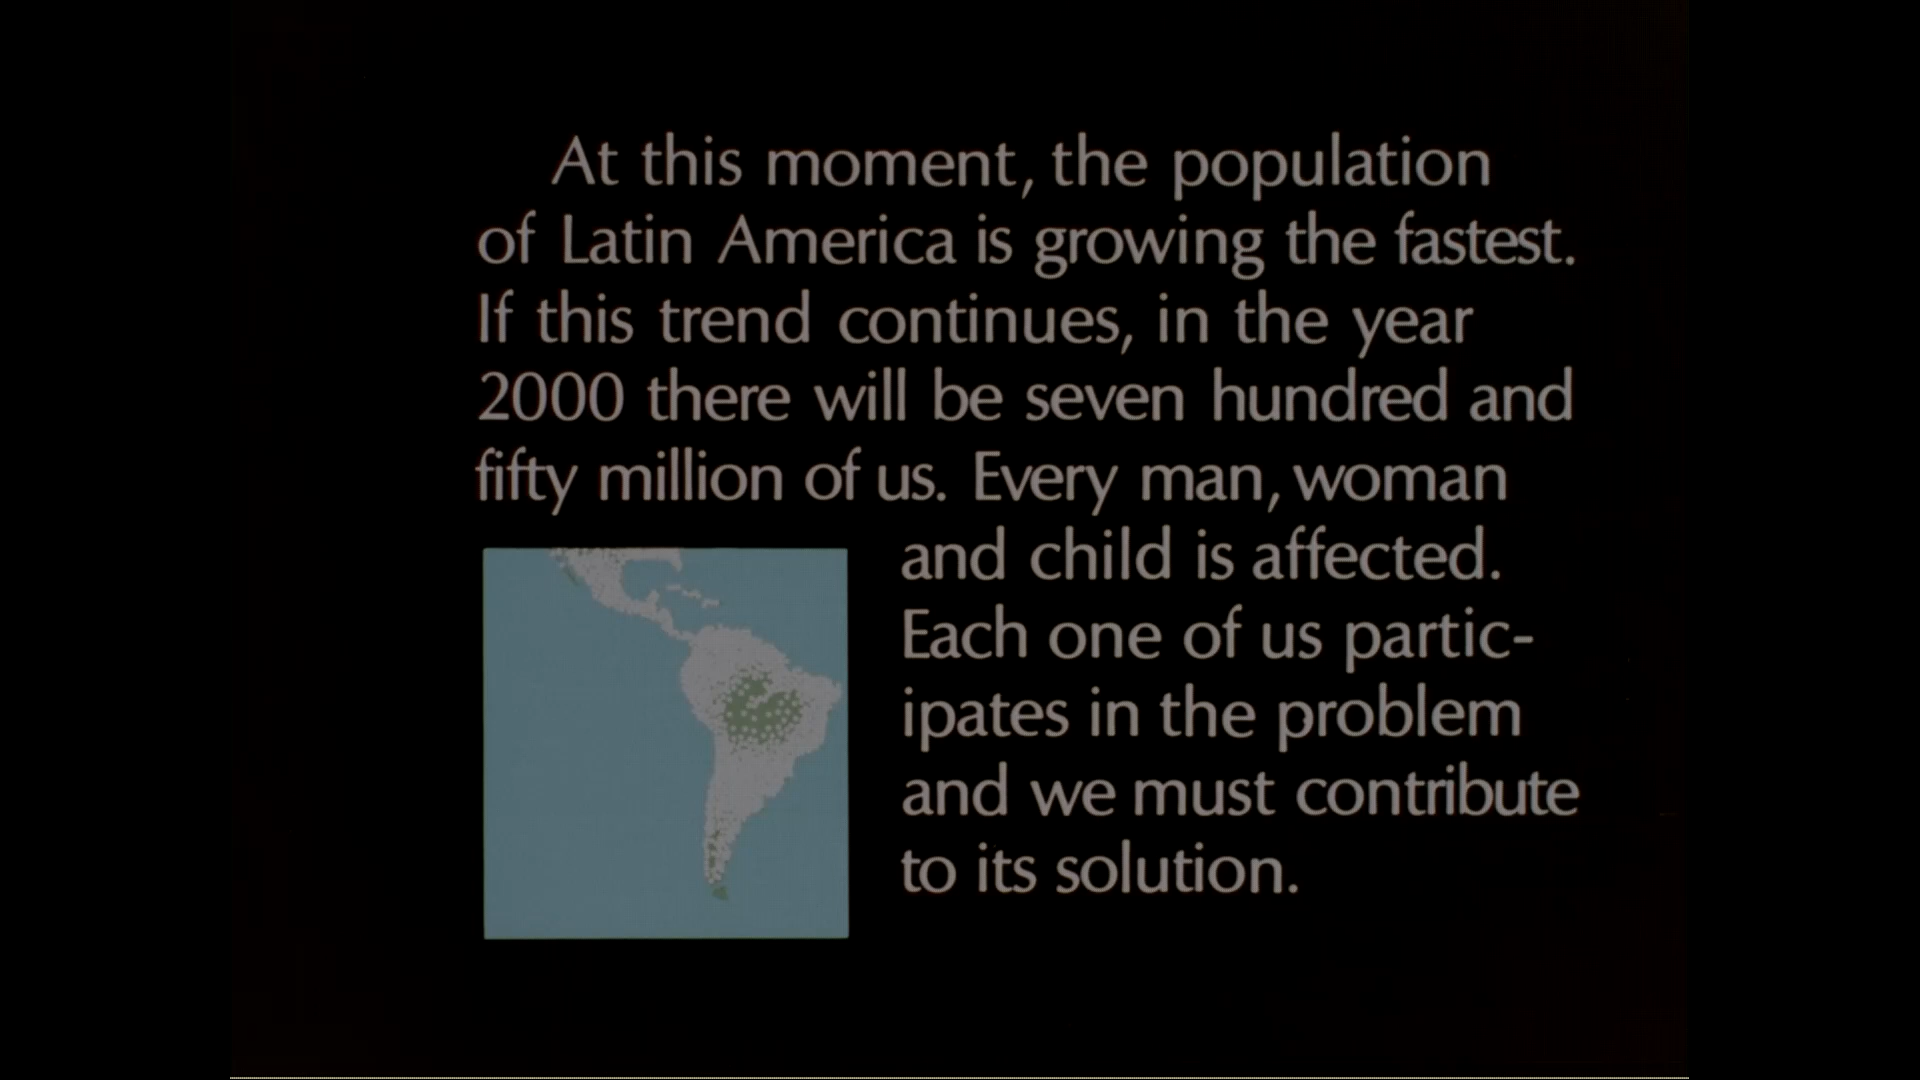 At this moment, the population
of Latin America is growing the fastest.
If this trend continues, in the year
2000 there will be seven hundred and
fifty million of us. Every man, woman
and child is affected.
Each one of us partic-
ipates in the problem
and we must contribute
to its solution.